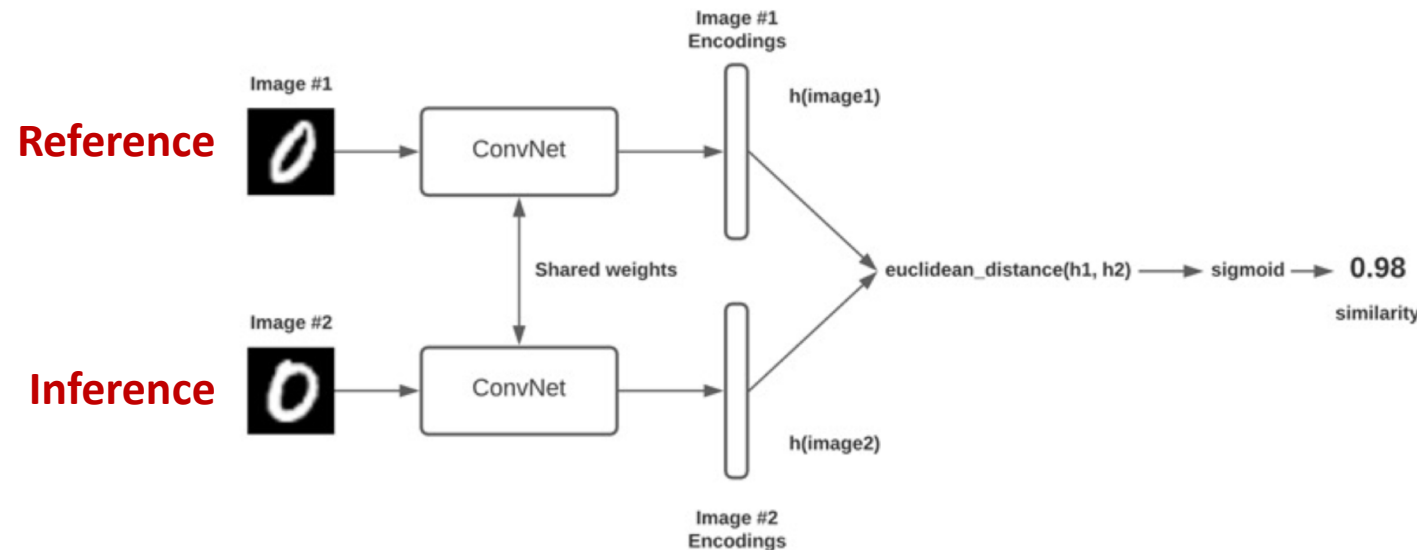 Image #1
Encodings
Image #1
h(image1)
Reference
ConvNet
Shared weights
euclidean_distance(h1, h2)
sigmoid
0.98
similarity
Image #2
Inference
ConvNet
h(image2)
Image #2
Encodings